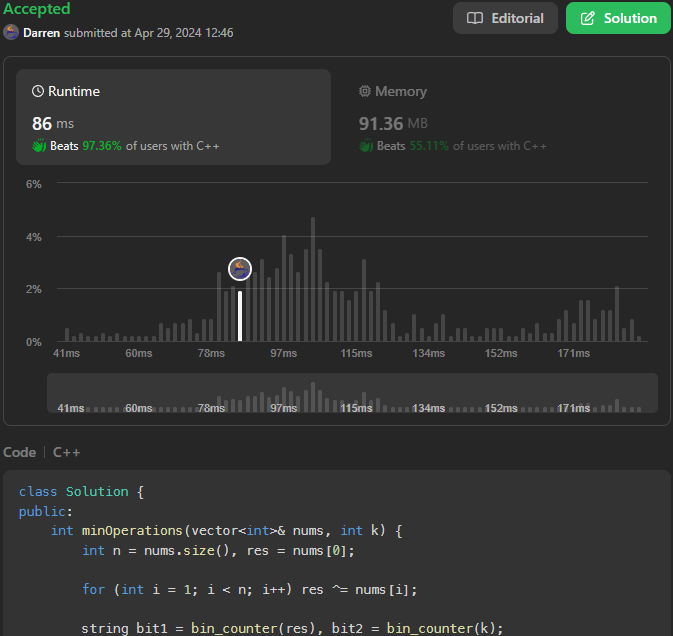 Accepted
Editorial
Solution
Darren submitted at Apr 29, 2024 12:46
Runtime
86 ms
Beats 97.36% of users with C++
Memory
91.36 MB
Beats 55.11% of users with C++
6%
4%
2%
0%
41ms 60ms 78ms 97ms 115ms 134ms 152ms 171ms
41ms 60ms 78ms 97ms 115ms 134ms 152ms 171ms
Code | C++
class Solution {
public:
    int minOperations(vector<int>& nums, int k) {
        int n = nums.size(), res = nums[0];
        for (int i = 1; i < n; i++) res ^= nums[i];
        string bit1 = bin_counter(res), bit2 = bin_counter(k);